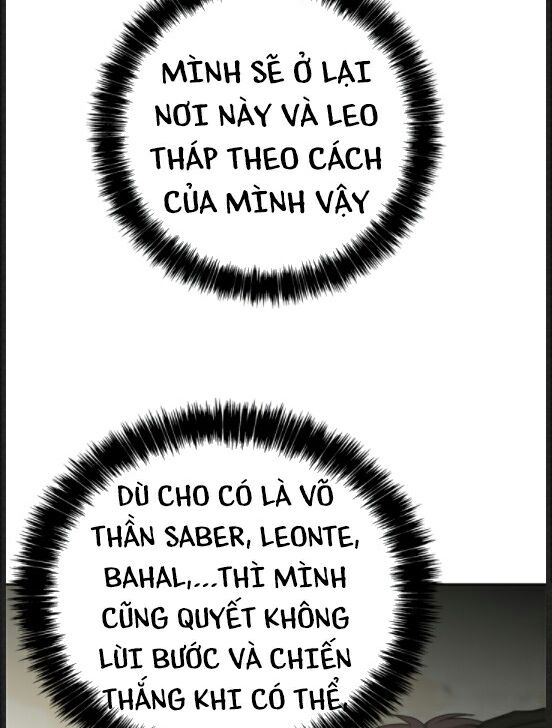 MÌNH SẼ Ở LẠI
NƠI NÀY VÀ LEO
THÁP THEO CÁCH
CỦA MÌNH VẬY
DÙ CHO CÓ LÀ VÕ
THẦN SABER, LEONTE,
BAHAL,...THÌ MÌNH
CŨNG QUYẾT KHÔNG
LÙI BƯỚC VÀ CHIẾN
THẮNG KHI CÓ THỂ